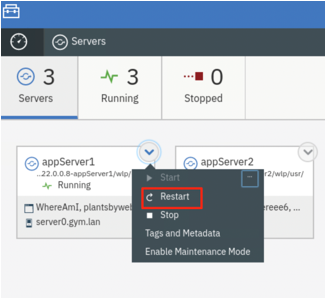 Servers
3
Servers
3
Running
0
Stopped
appServer1
...22.0.0.8-appServer1/wlp/
Running
WhereAmI, plantsbyweb
server0.gym.lan
appServer2
r2/wlp/usr/
ereee6, ...
Start
Restart
Stop
Tags and Metadata
Enable Maintenance Mode